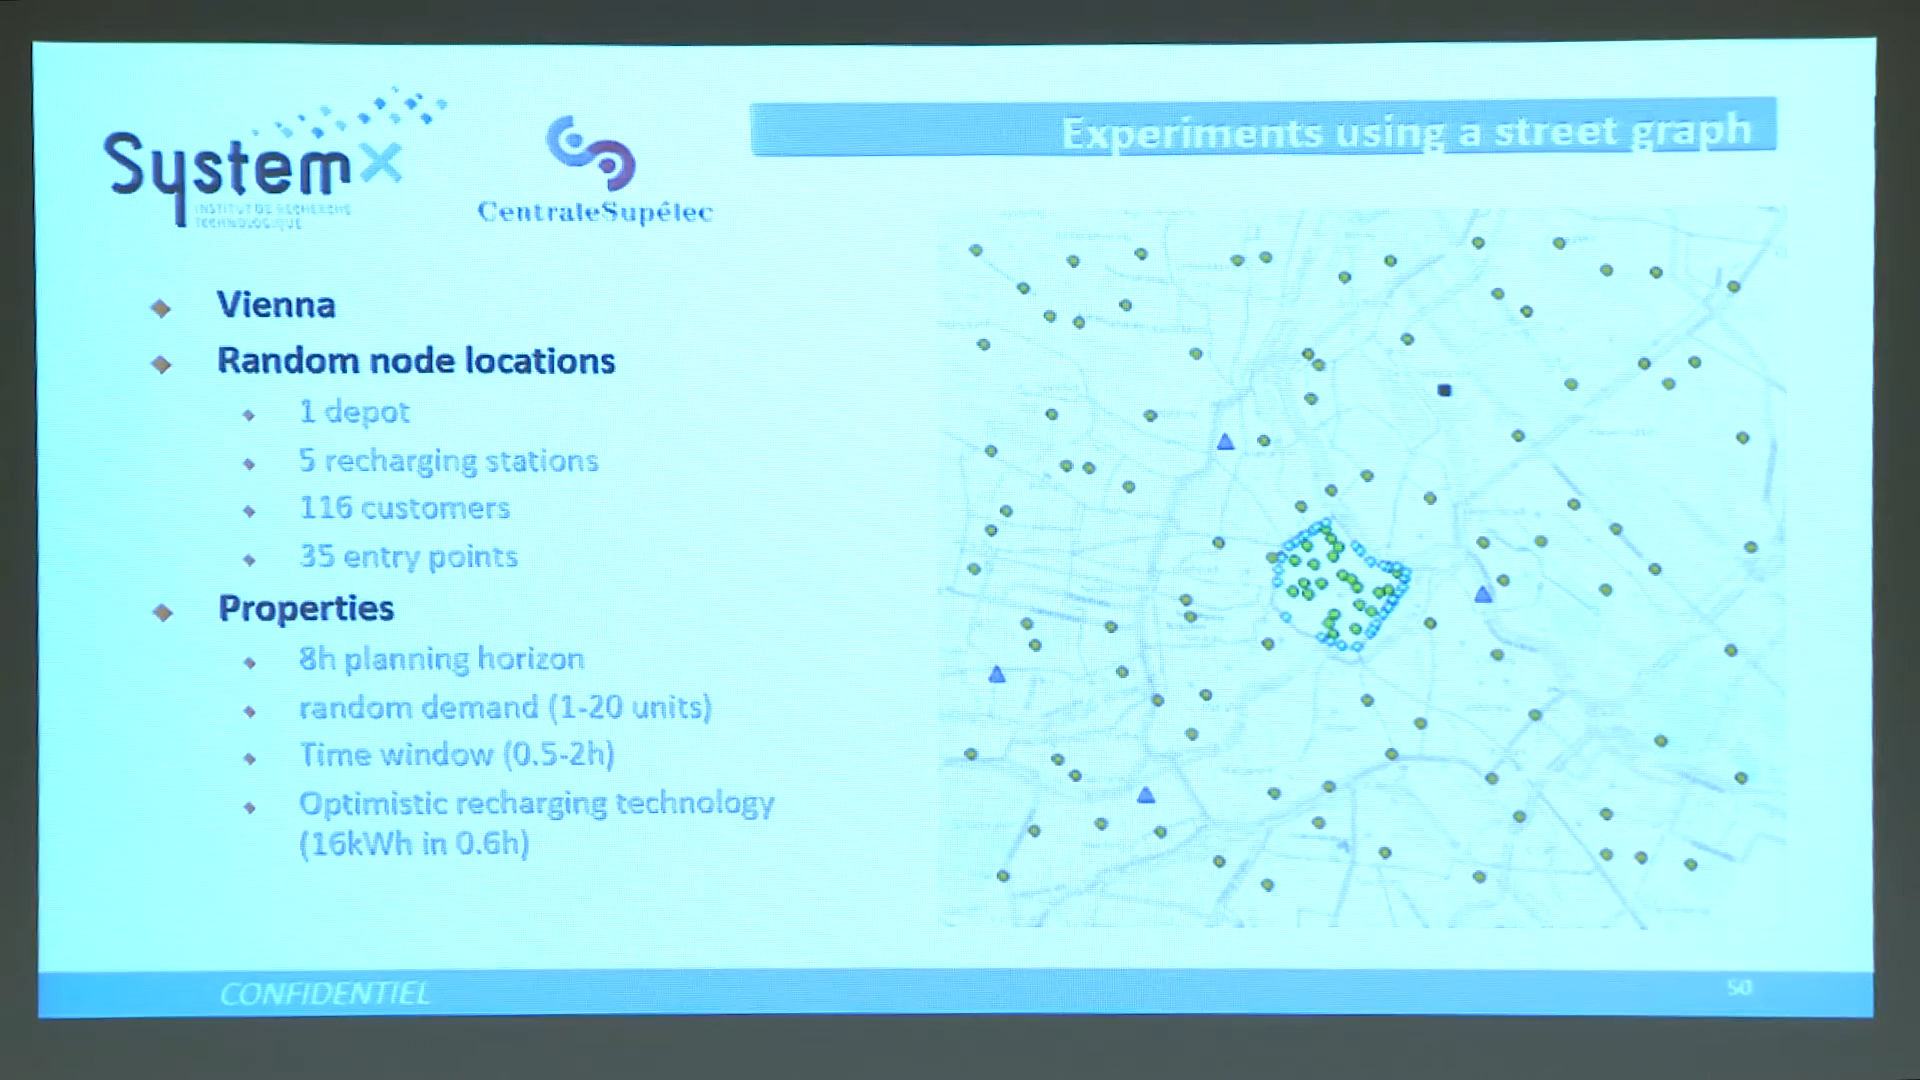 Systemx
INSTITUT DE RECHERCHE
TECHNOLOGIQUE
CentraleSupélec
Experiments using a street graph
Vienna
Random node locations
1 depot
5 recharging stations
116 customers
35 entry points
Properties
8h planning horizon
random demand (1-20 units)
Time window (0.5-2h)
Optimistic recharging technology
(16kWh in 0.6h)
CONFIDENTIEL
50